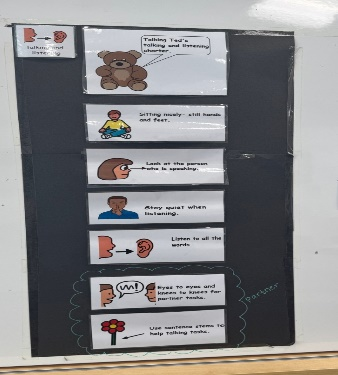 Talking and
listening
Talking Ted's
talking and listening
charter.
Sitting nicely- still hands
and feet.
Look at the person
who is speaking.
Stay quiet when
listening.
Listen to all the
words
Eyes to eyes and
knees to knees for
partner tasks.
Partner
Use sentence stems to
help talking tasks.